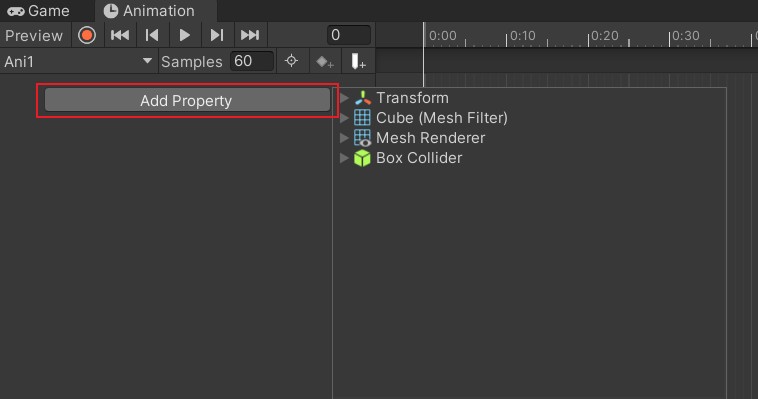 Game Animation
Preview 0 0:00 0:10 0:20 0:30
Ani1 Samples 60
Add Property
Transform
Cube (Mesh Filter)
Mesh Renderer
Box Collider